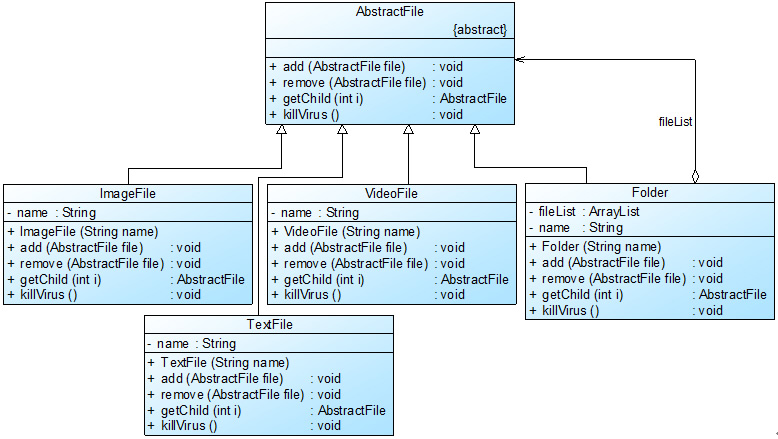 AbstractFile
{abstract}
+ add (AbstractFile file) : void
+ remove (AbstractFile file) : void
+ getChild (int i) : AbstractFile
+ killVirus () : void
fileList
ImageFile
- name : String
+ ImageFile (String name)
+ add (AbstractFile file) : void
+ remove (AbstractFile file) : void
+ getChild (int i) : AbstractFile
+ killVirus () : void
VideoFile
- name : String
+ VideoFile (String name)
+ add (AbstractFile file) : void
+ remove (AbstractFile file) : void
+ getChild (int i) : AbstractFile
+ killVirus () : void
Folder
- fileList : ArrayList
- name : String
+ Folder (String name)
+ add (AbstractFile file) : void
+ remove (AbstractFile file) : void
+ getChild (int i) : AbstractFile
+ killVirus () : void
TextFile
- name : String
+ TextFile (String name)
+ add (AbstractFile file) : void
+ remove (AbstractFile file) : void
+ getChild (int i) : AbstractFile
+ killVirus () : void